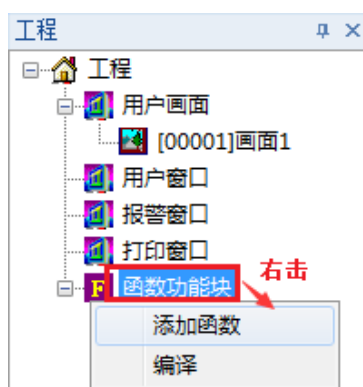 工程
工程
用户画面
[00001]画面1
用户窗口
报警窗口
打印窗口
F 函数功能块
右击
添加函数
编译